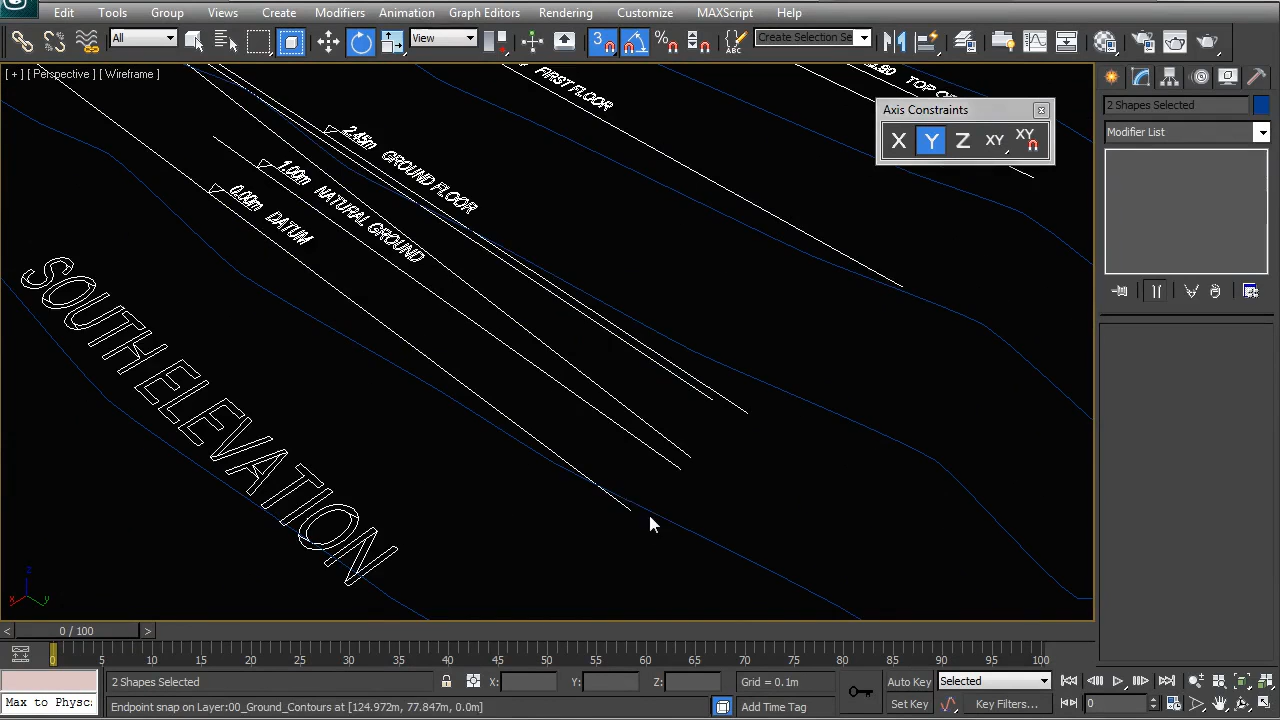 Edit Tools Group Views Create Modifiers Animation Graph Editors Rendering Customize MAXScript Help
All View 3 Create Selection Se
[ + ] [ Perspective ] [ Wireframe ]
FIRST FLOOR
TOP
Axis Constraints
X Y Z XY XY
2 Shapes Selected
Modifier List
2.15m GROUND FLOOR
1.00m NATURAL GROUND
0.00m DATUM
SOUTH ELEVATION
z
x y
0 / 100
0 5 10 15 20 25 30 35 40 45 50 55 60 65 70 75 80 85 90 95 100
2 Shapes Selected X: Y: Z: Grid = 0.1m Auto Key Selected
Max to Physc: Endpoint snap on Layer:00_Ground_Contours at [124.972m, 77.847m, 0.0m] Add Time Tag Set Key Key Filters... 0